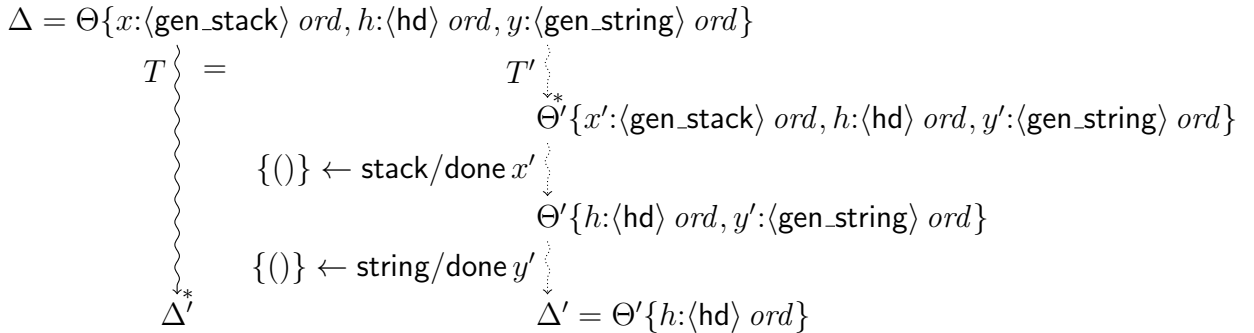 Δ = Θ{x:⟨gen_stack⟩ ord, h:⟨hd⟩ ord, y:⟨gen_string⟩ ord}
T = T′
*
Θ′{x′:⟨gen_stack⟩ ord, h:⟨hd⟩ ord, y′:⟨gen_string⟩ ord}
{()} ← stack/done x′
Θ′{h:⟨hd⟩ ord, y′:⟨gen_string⟩ ord}
{()} ← string/done y′
*
Δ′ Δ′ = Θ′{h:⟨hd⟩ ord}